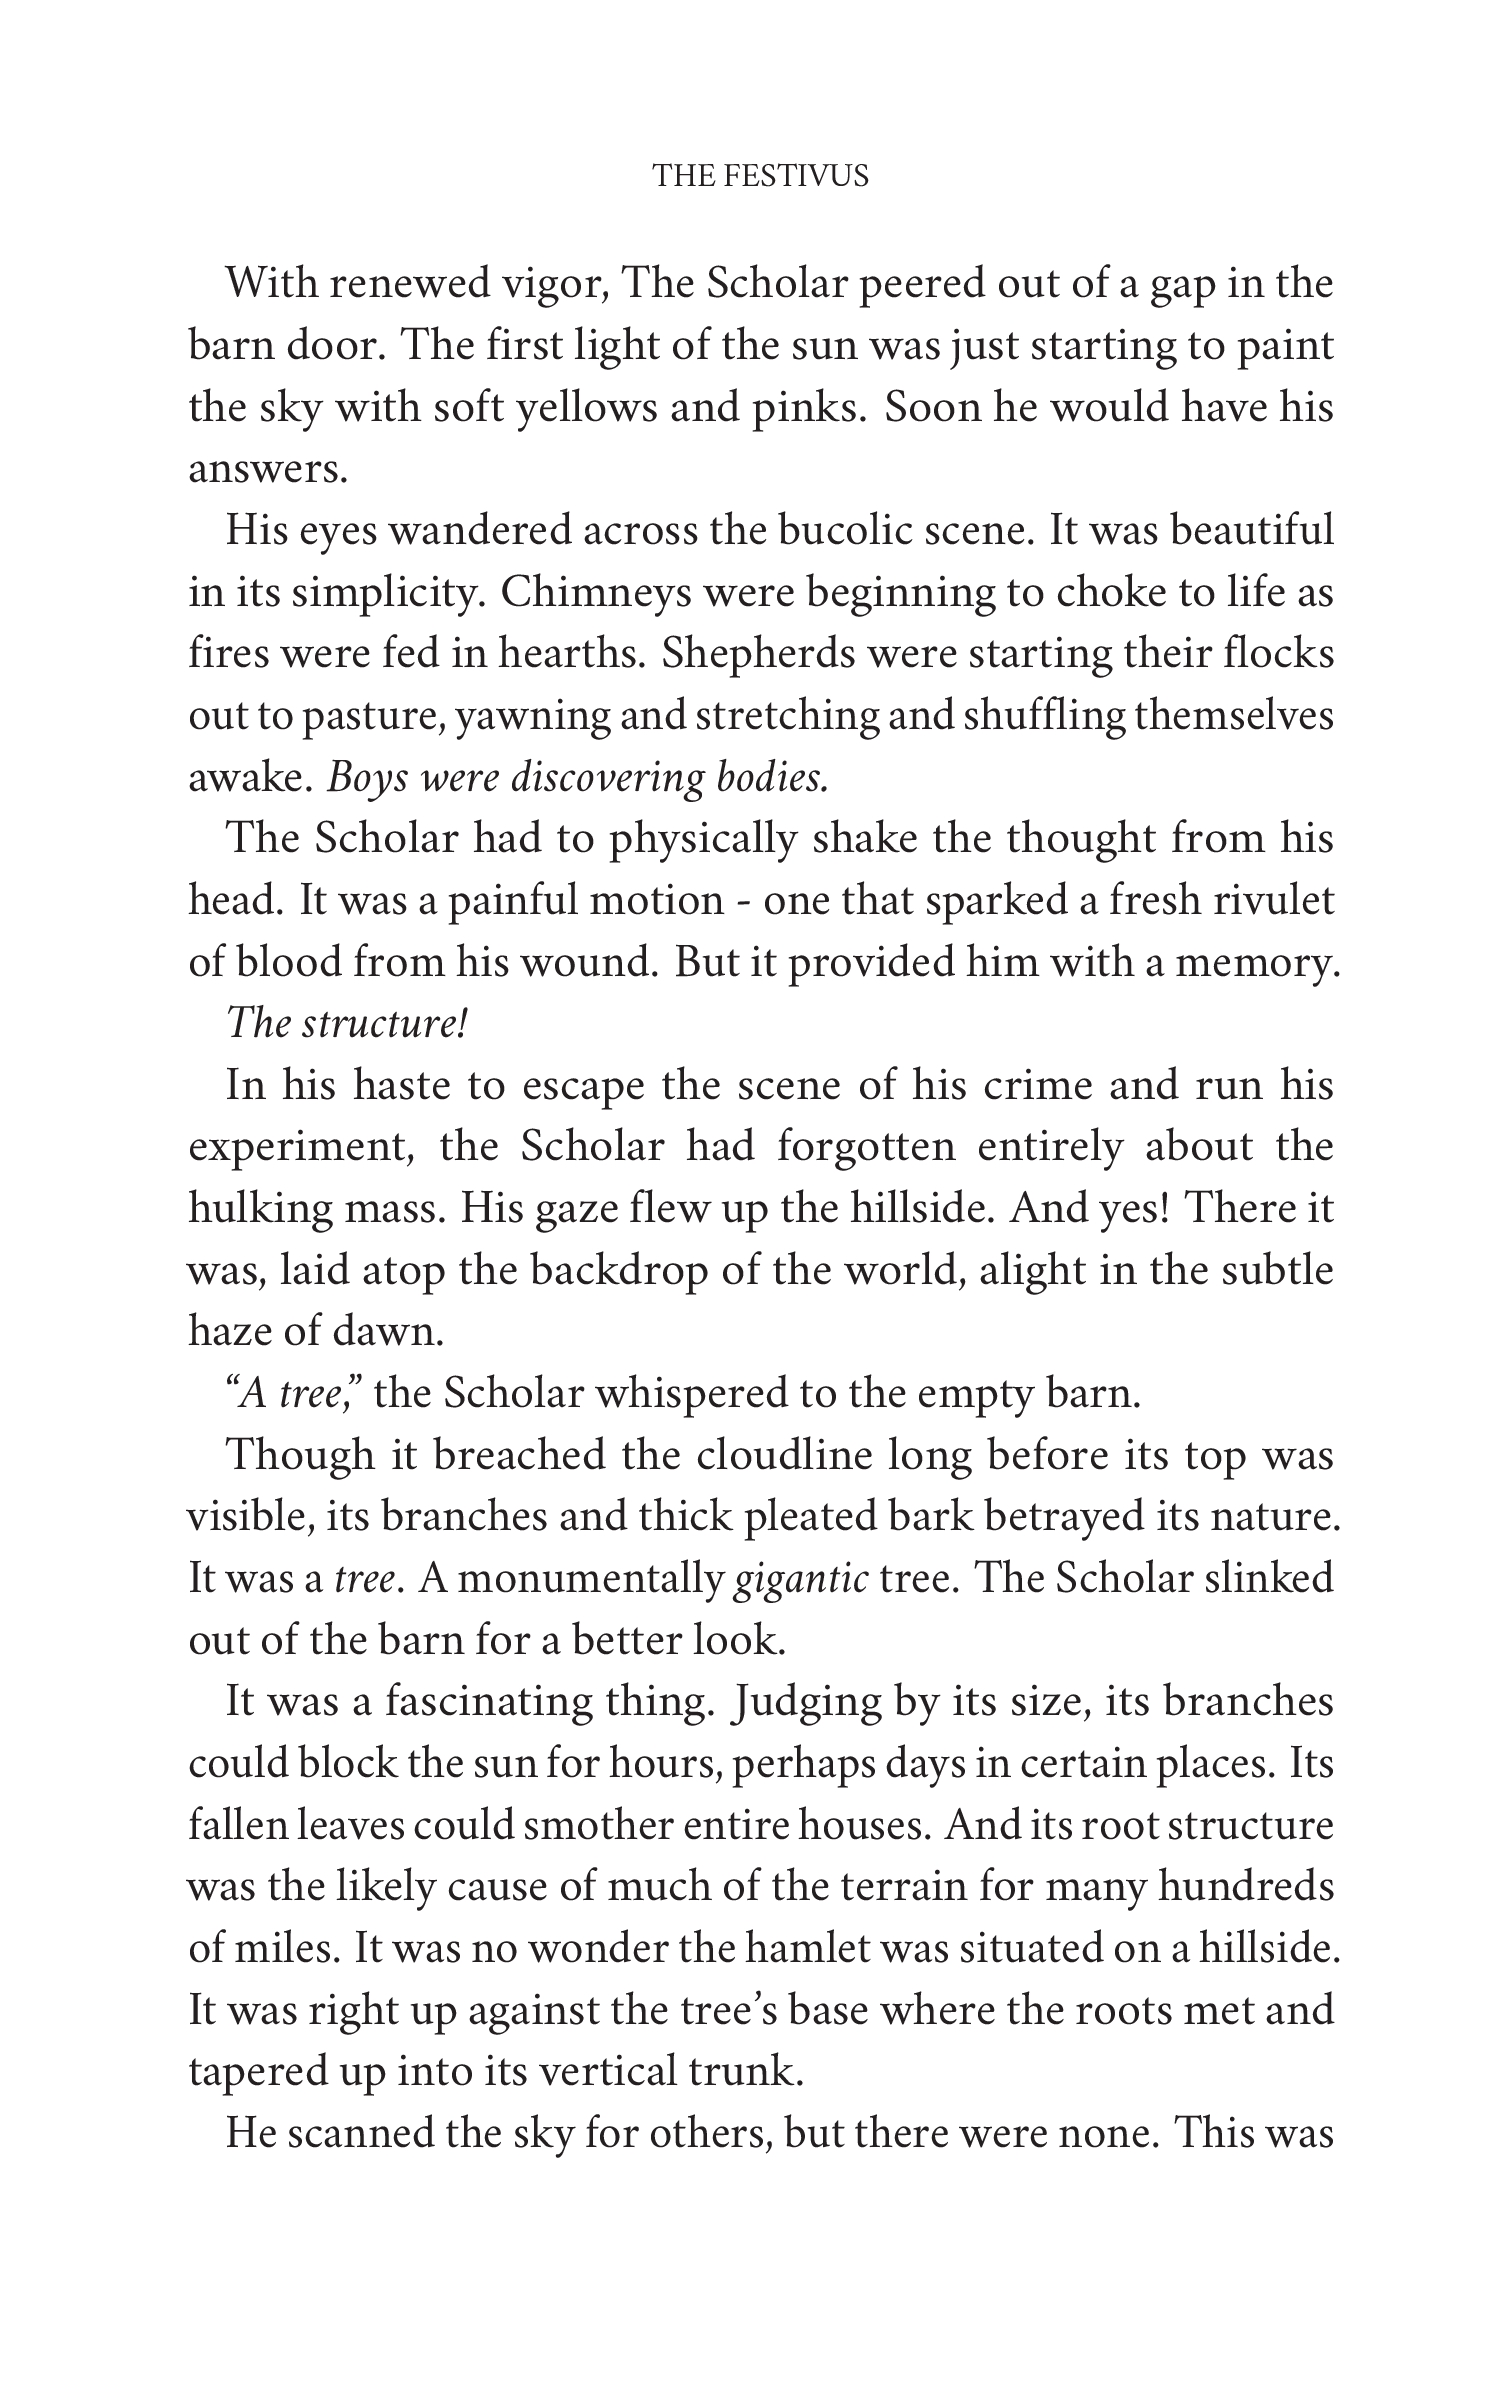 THE FESTIVUS
With renewed vigor, The Scholar peered out of a gap in the
barn door. The first light of the sun was just starting to paint
the sky with soft yellows and pinks. Soon he would have his
answers.
His eyes wandered across the bucolic scene. It was beautiful
in its simplicity. Chimneys were beginning to choke to life as
fires were fed in hearths. Shepherds were starting their flocks
out to pasture, yawning and stretching and shuffling themselves
awake. Boys were discovering bodies.
The Scholar had to physically shake the thought from his
head. It was a painful motion - one that sparked a fresh rivulet
of blood from his wound. But it provided him with a memory.
The structure!
In his haste to escape the scene of his crime and run his
experiment, the Scholar had forgotten entirely about the
hulking mass. His gaze flew up the hillside. And yes! There it
was, laid atop the backdrop of the world, alight in the subtle
haze of dawn.
“A tree,” the Scholar whispered to the empty barn.
Though it breached the cloudline long before its top was
visible, its branches and thick pleated bark betrayed its nature.
It was a tree. A monumentally gigantic tree. The Scholar slinked
out of the barn for a better look.
It was a fascinating thing. Judging by its size, its branches
could block the sun for hours, perhaps days in certain places. Its
fallen leaves could smother entire houses. And its root structure
was the likely cause of much of the terrain for many hundreds
of miles. It was no wonder the hamlet was situated on a hillside.
It was right up against the tree’s base where the roots met and
tapered up into its vertical trunk.
He scanned the sky for others, but there were none. This was